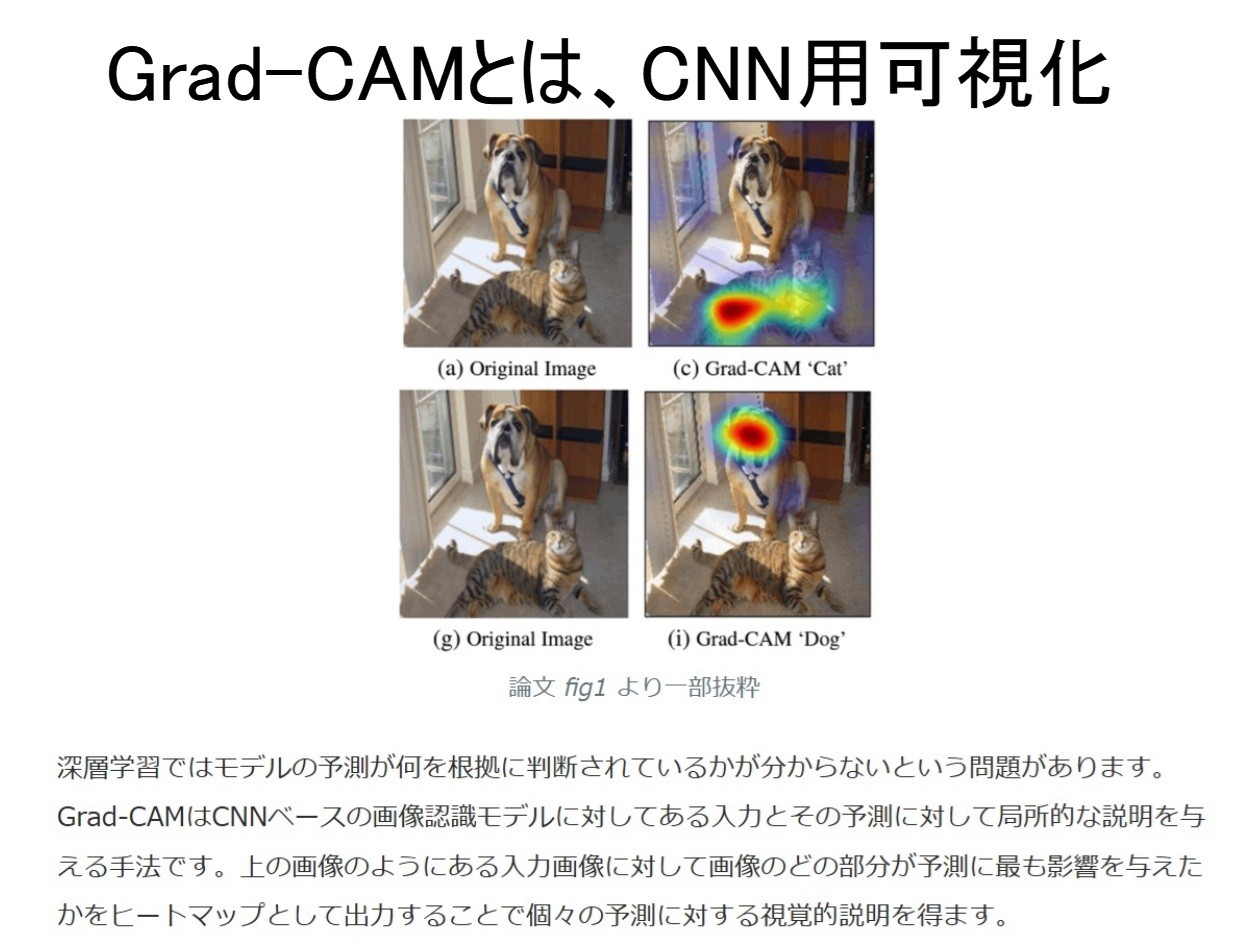 Grad-CAMとは、CNN用可視化
(a) Original Image
(c) Grad-CAM ‘Cat’
(g) Original Image
(i) Grad-CAM ‘Dog’
論文 fig1 より一部抜粋
深層学習ではモデルの予測が何を根拠に判断されているかが分からないという問題があります。
Grad-CAMはCNNベースの画像認識モデルに対してある入力とその予測に対して局所的な説明を与
える手法です。上の画像のようにある入力画像に対して画像のどの部分が予測に最も影響を与えた
かをヒートマップとして出力することで個々の予測に対する視覚的説明を得ます。